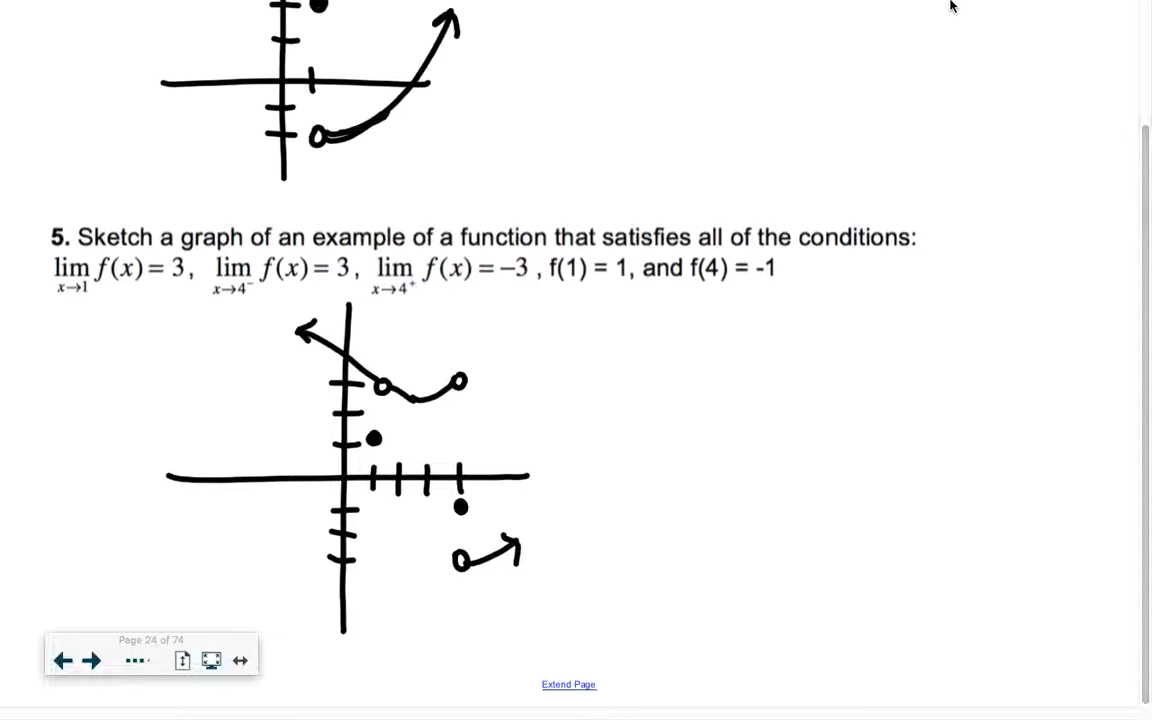 5. Sketch a graph of an example of a function that satisfies all of the conditions:
lim x→1 f(x) = 3, lim x→4⁻ f(x) = 3, lim x→4⁺ f(x) = −3 , f(1) = 1, and f(4) = -1
Page 24 of 74
Extend Page